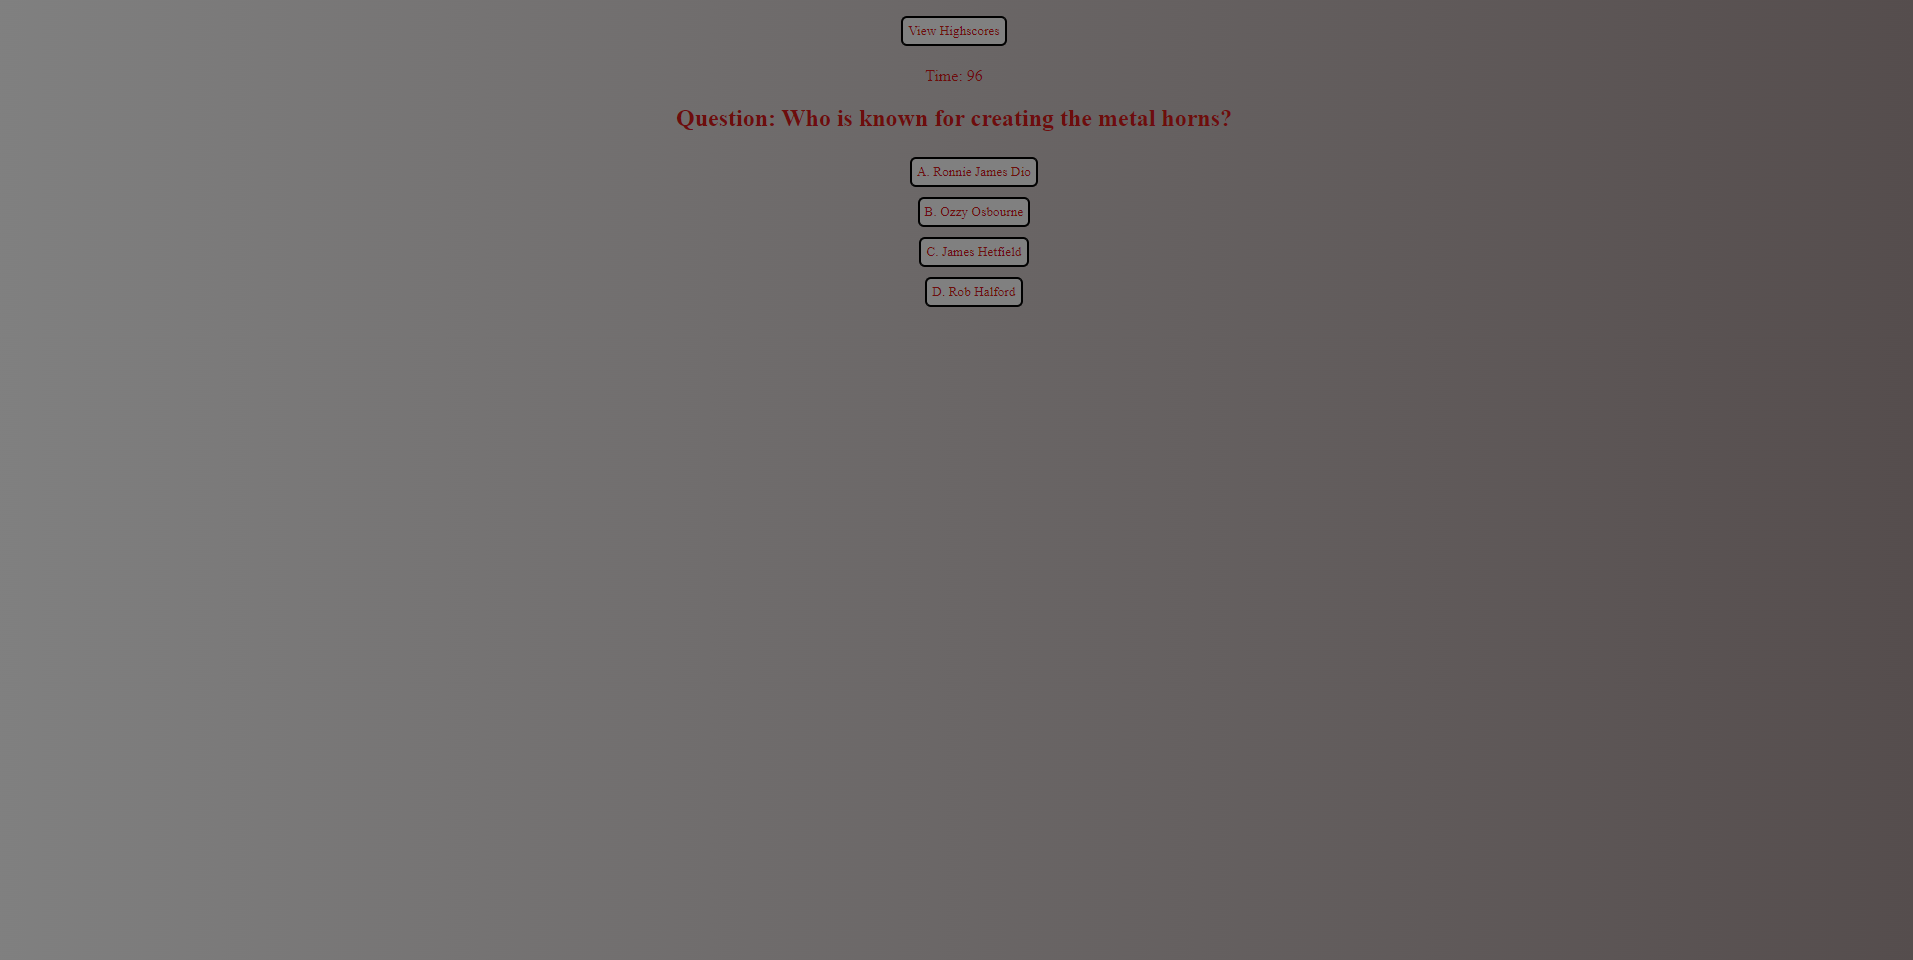 View Highscores
Time: 96
Question: Who is known for creating the metal horns?
A. Ronnie James Dio
B. Ozzy Osbourne
C. James Hetfield
D. Rob Halford